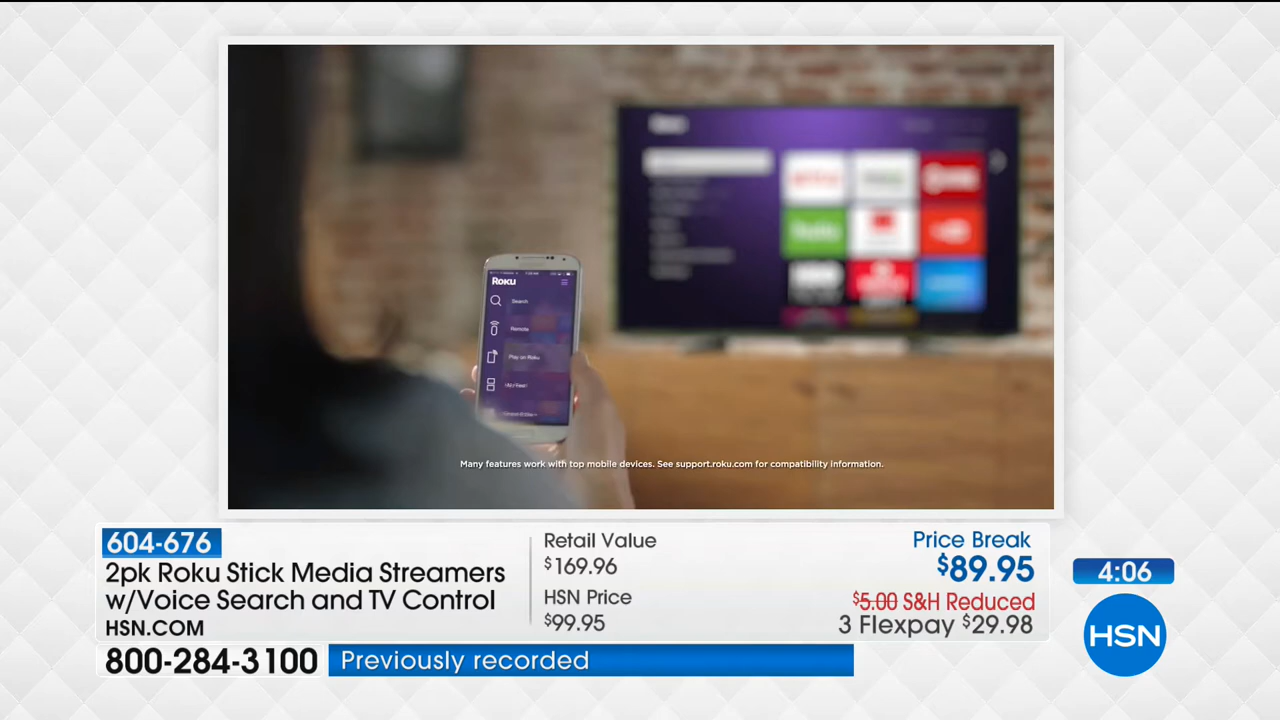 Roku
Search
Remote
Play on Roku
hulu
Many features work with top mobile devices. See support.roku.com for compatibility information.
604-676
2pk Roku Stick Media Streamers
w/Voice Search and TV Control
HSN.COM
Retail Value
$169.96
HSN Price
$99.95
Price Break
$89.95
$5.00 S&H Reduced
3 Flexpay $29.98
4:06
HSN
800-284-3100
Previously recorded